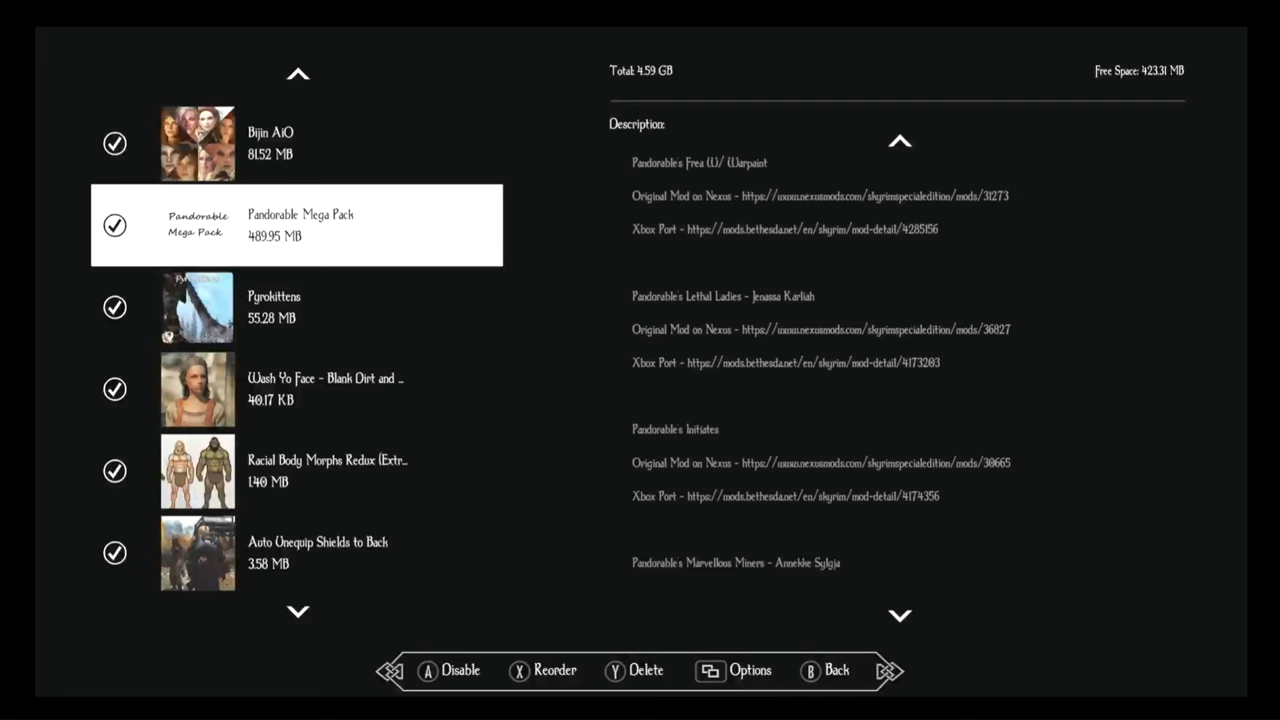 Total: 4.59 GB
Free Space: 423.31 MB
Bijin AiO
81.52 MB
Pandorable
Mega Pack
Pandorable Mega Pack
489.95 MB
Pyrokittens
55.28 MB
Wash Yo Face - Blank Dirt and ...
40.17 KB
Racial Body Morphs Redux (Extr...
1.40 MB
Auto Unequip Shields to Back
3.58 MB
Description:
Pandorable's Frea W/ Warpaint
Original Mod on Nexus - https://www.nexusmods.com/skyrimspecialedition/mods/31273
Xbox Port - https://mods.bethesda.net/en/skyrim/mod-detail/4285156
Pandorable's Lethal Ladies - Jenassa Karliah
Original Mod on Nexus - https://www.nexusmods.com/skyrimspecialedition/mods/36827
Xbox Port - https://mods.bethesda.net/en/skyrim/mod-detail/4173203
Pandorable's Initiates
Original Mod on Nexus - https://www.nexusmods.com/skyrimspecialedition/mods/30665
Xbox Port - https://mods.bethesda.net/en/skyrim/mod-detail/4174356
Pandorable's Marvellous Miners - Annekke Sylgja
A Disable X Reorder Y Delete Options B Back